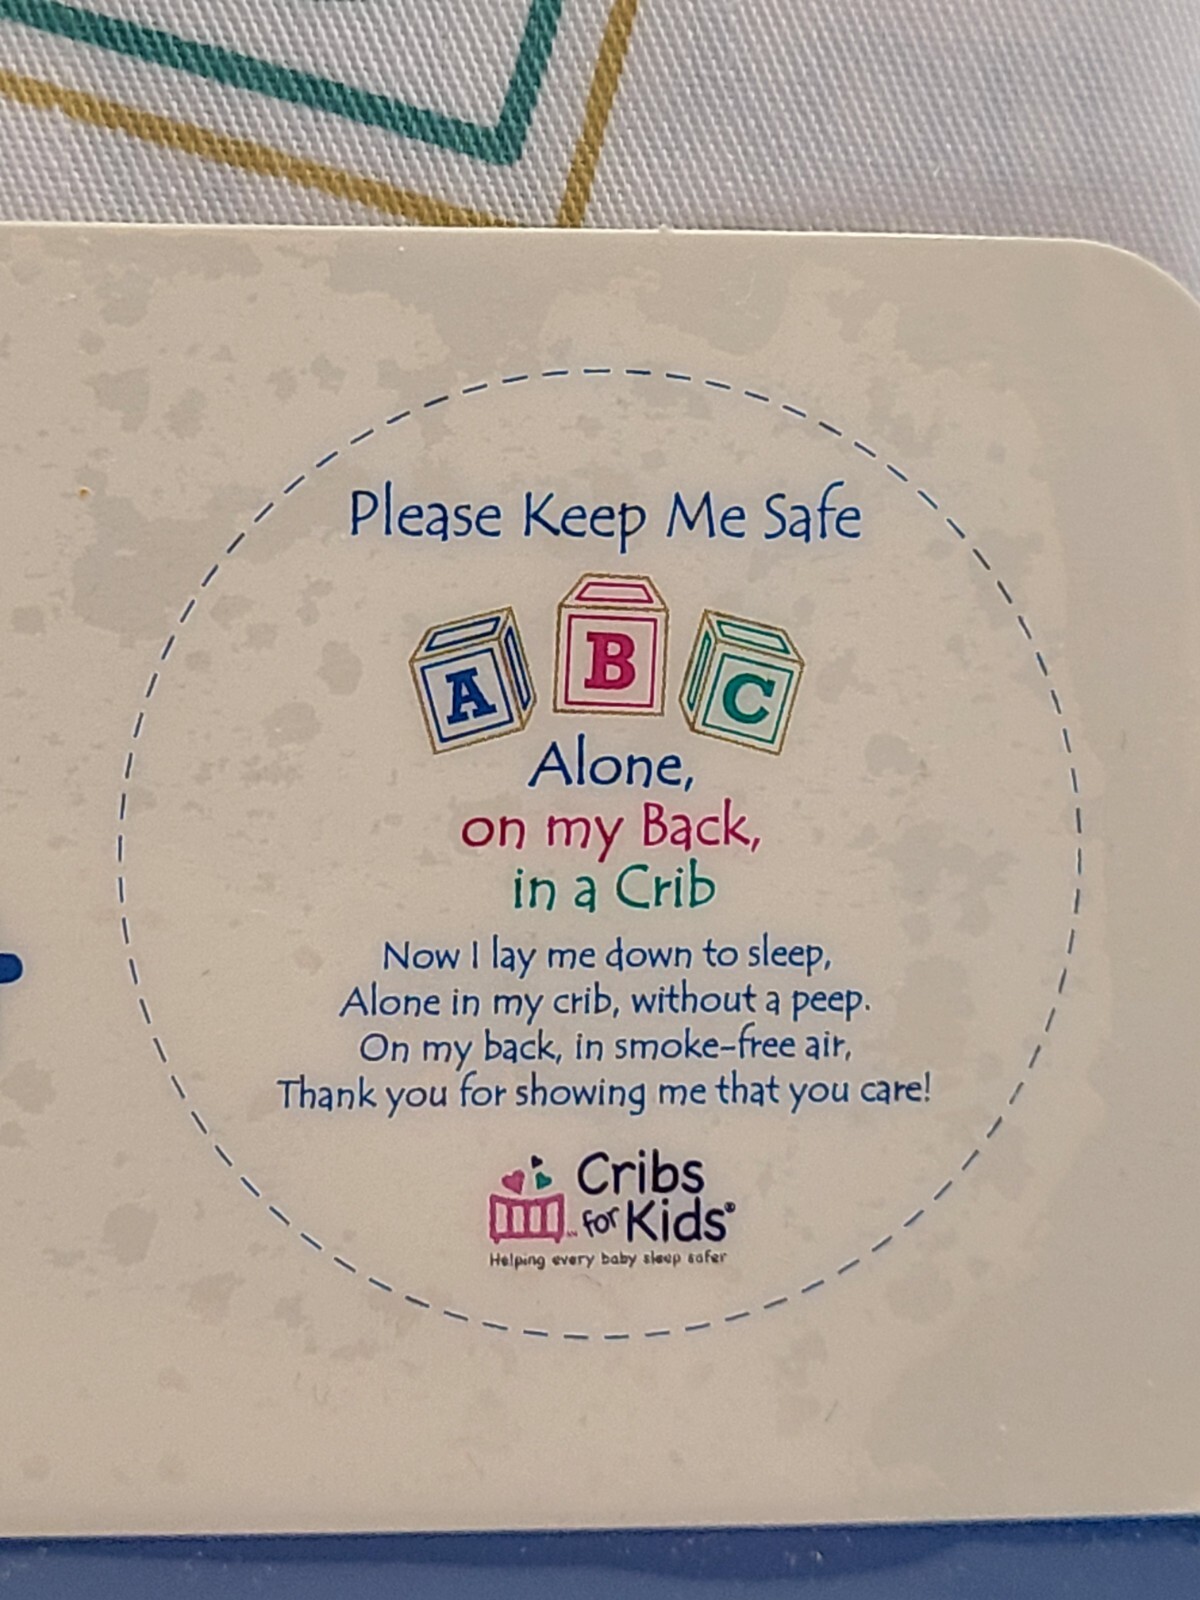 Please Keep Me Safe
A B C
Alone,
on my Back,
in a Crib
Now I lay me down to sleep,
Alone in my crib, without a peep.
On my back, in smoke-free air,
Thank you for showing me that you care!
Cribs
for Kids®
Helping every baby sleep safer